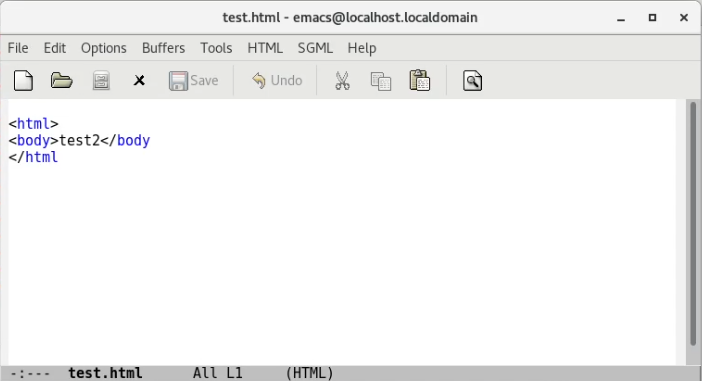 test.html - emacs@localhost.localdomain
File Edit Options Buffers Tools HTML SGML Help
Save Undo
<html>
<body>test2</body
</html
-:--- test.html All L1 (HTML)